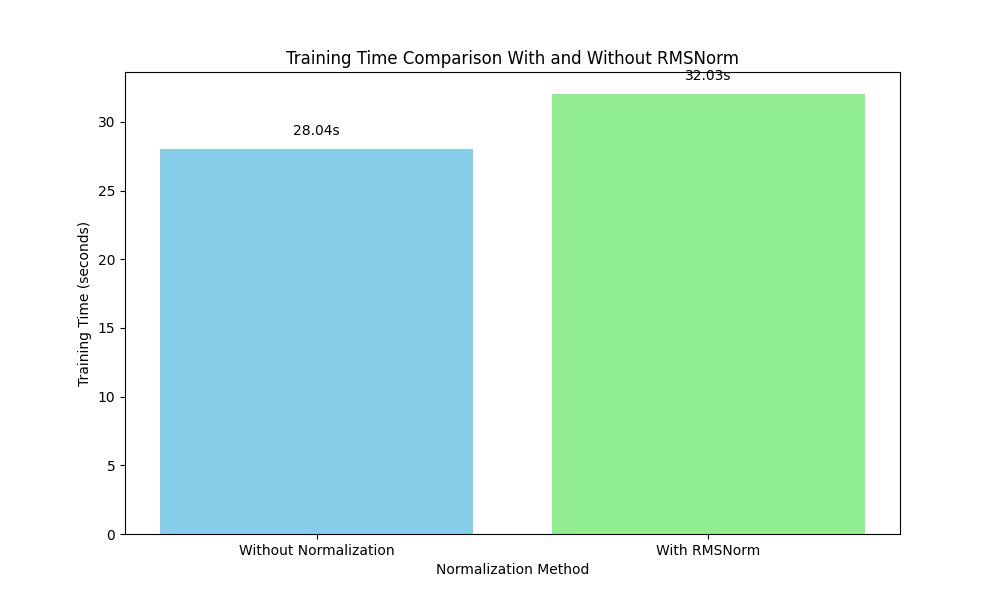 Training Time Comparison With and Without RMSNorm
32.03s
28.04s
30
25
20
15
10
5
0
Training Time (seconds)
Without Normalization
With RMSNorm
Normalization Method